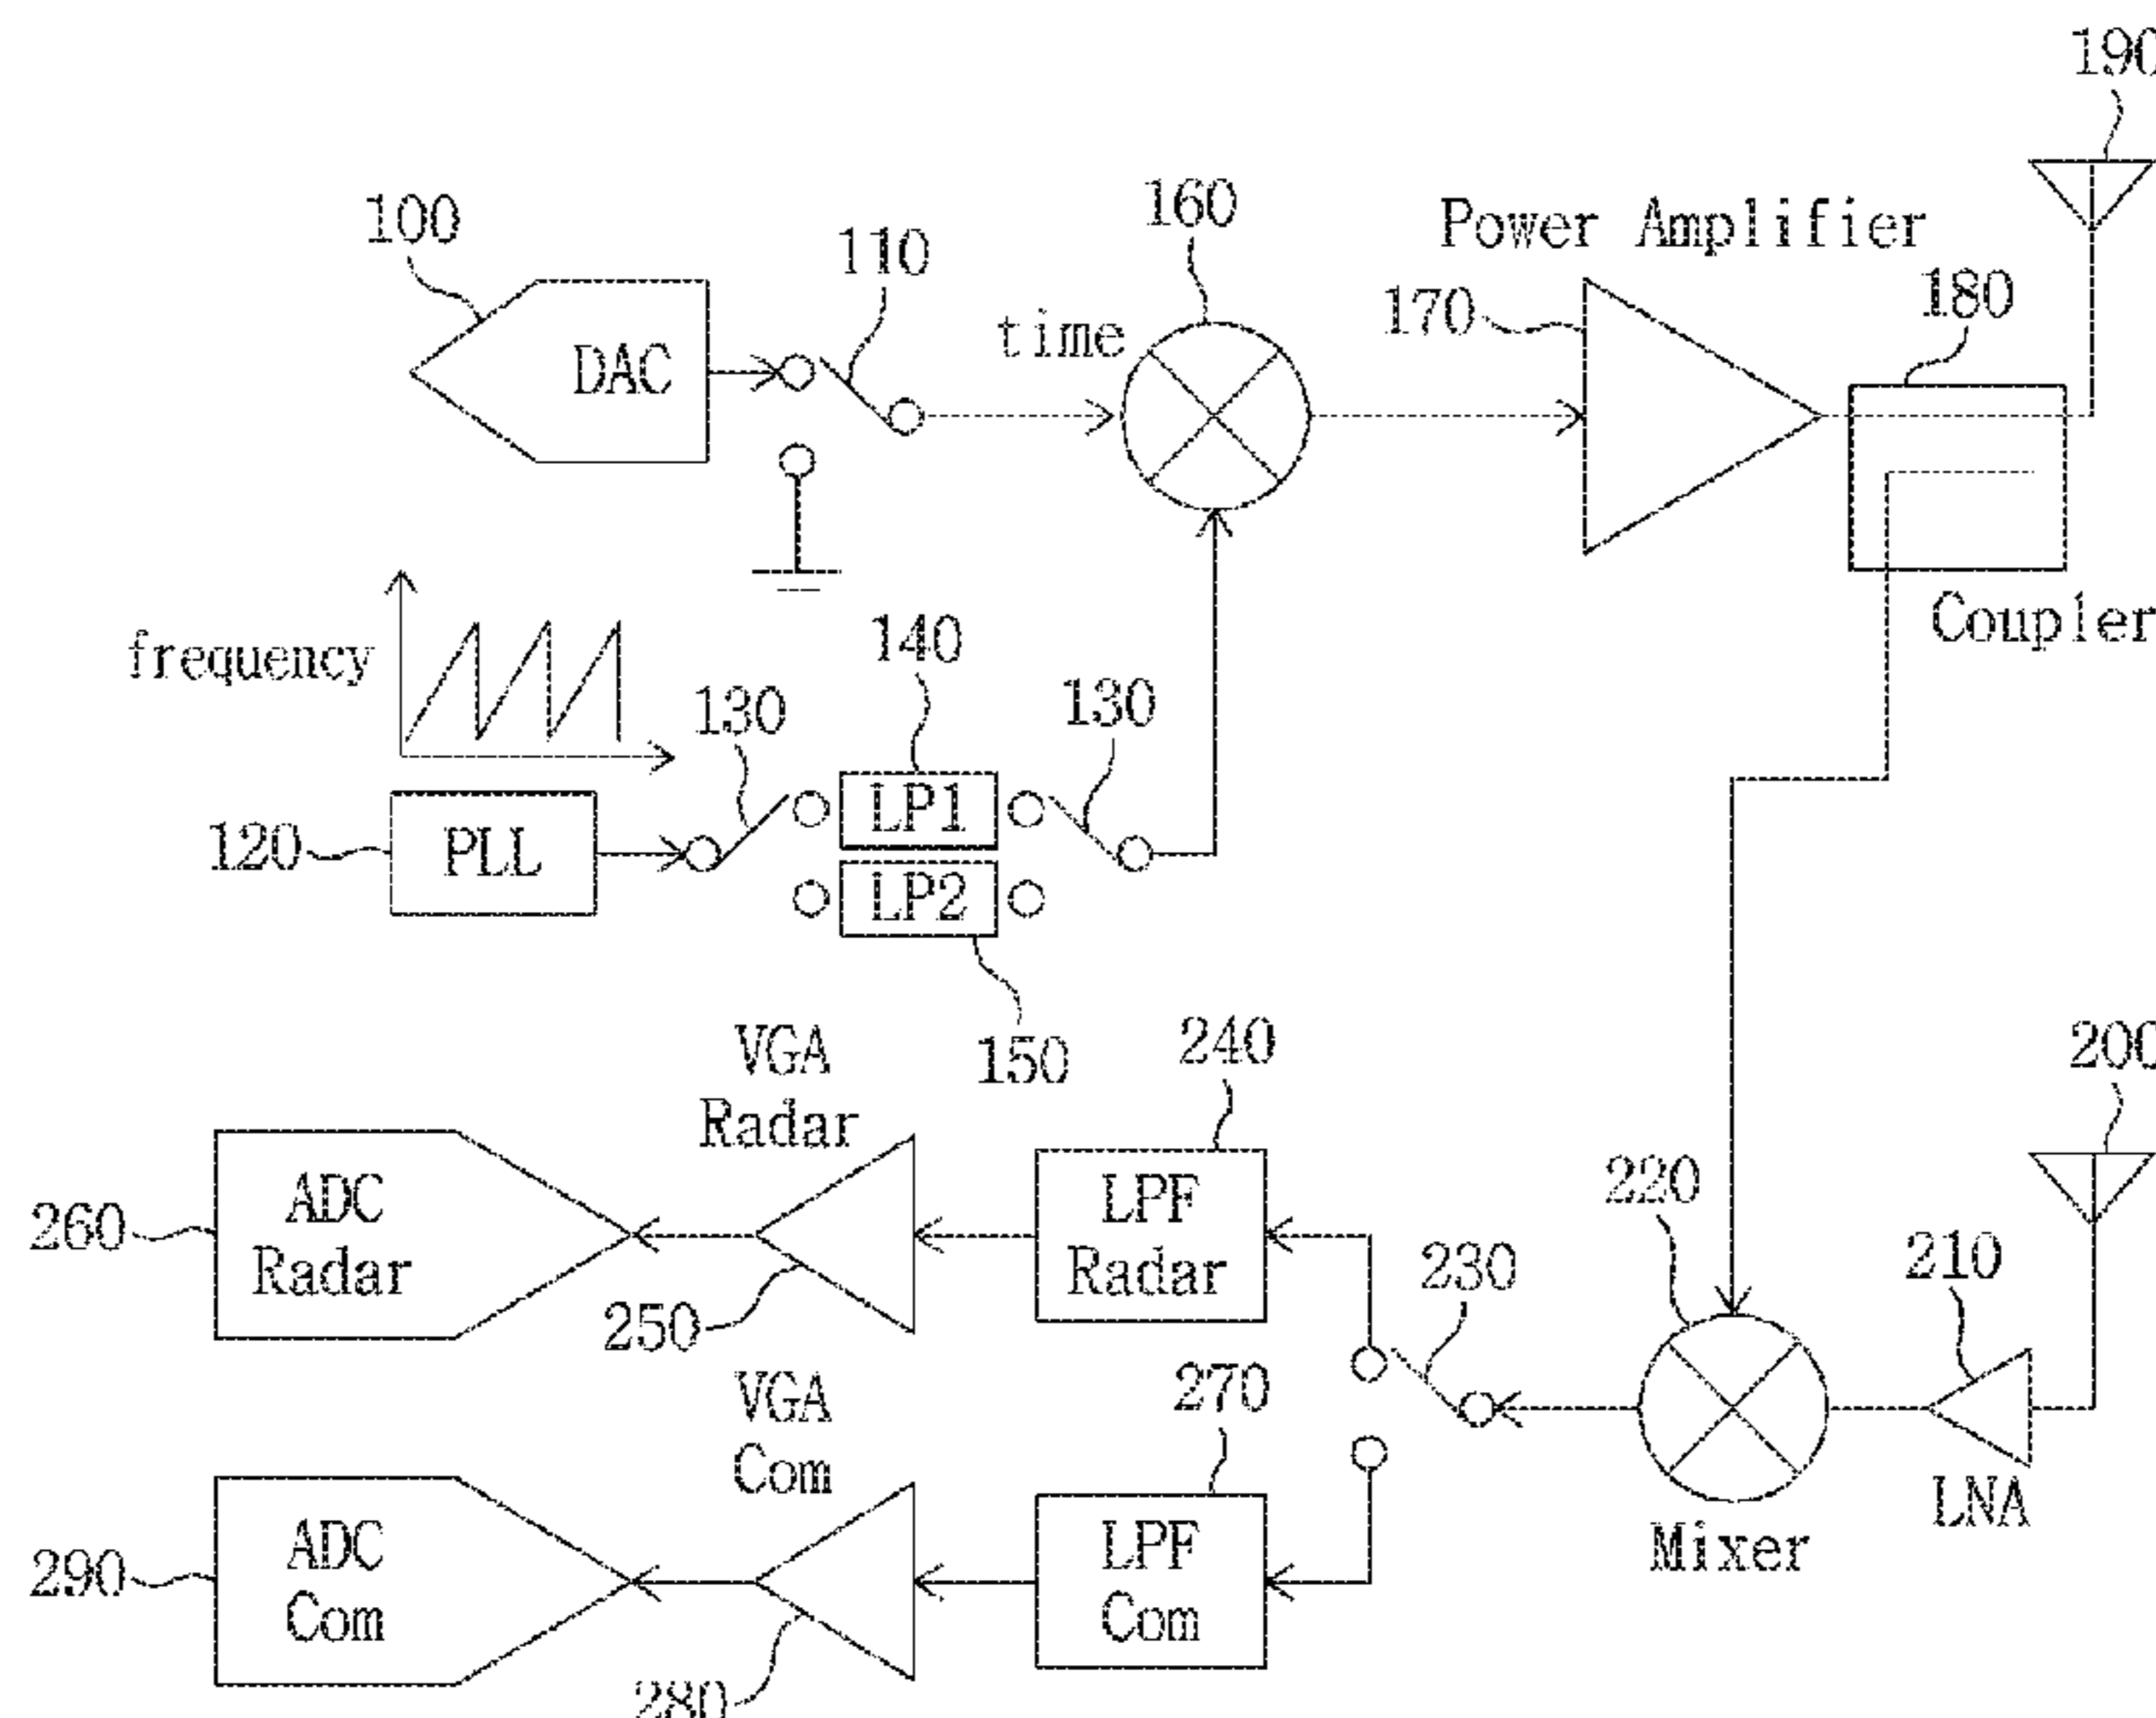 190
100
110
160
Power Amplifier
170
180
DAC
time
Coupler
frequency
140
130
130
120
PLL
LP1
LP2
150
VGA
Radar
240
200
260
ADC
Radar
250
LPF
Radar
220
210
230
270
VGA
Com
LNA
Mixer
290
ADC
Com
LPF
Com
280